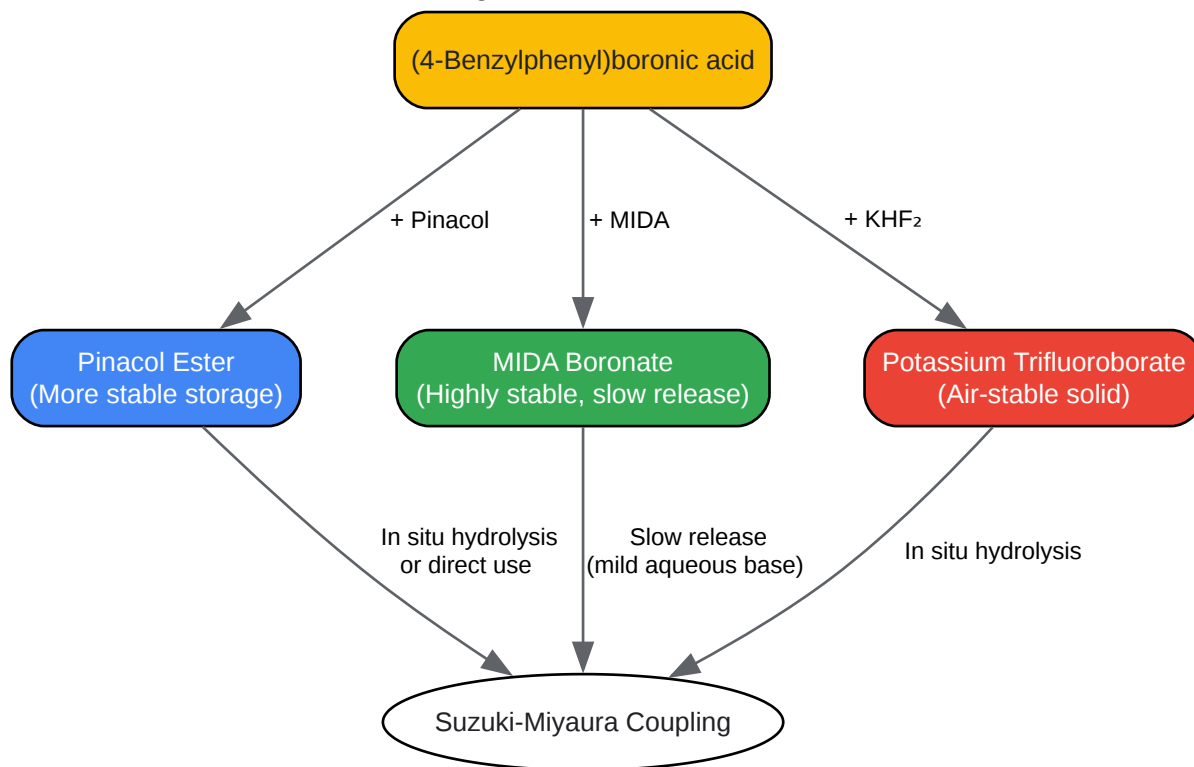 (4-Benzylphenyl)boronic acid
+ Pinacol
+ MIDA
+ KHF₂
Pinacol Ester
(More stable storage)
MIDA Boronate
(Highly stable, slow release)
Potassium Trifluoroborate
(Air-stable solid)
In situ hydrolysis
or direct use
Slow release
(mild aqueous base)
In situ hydrolysis
Suzuki-Miyaura Coupling